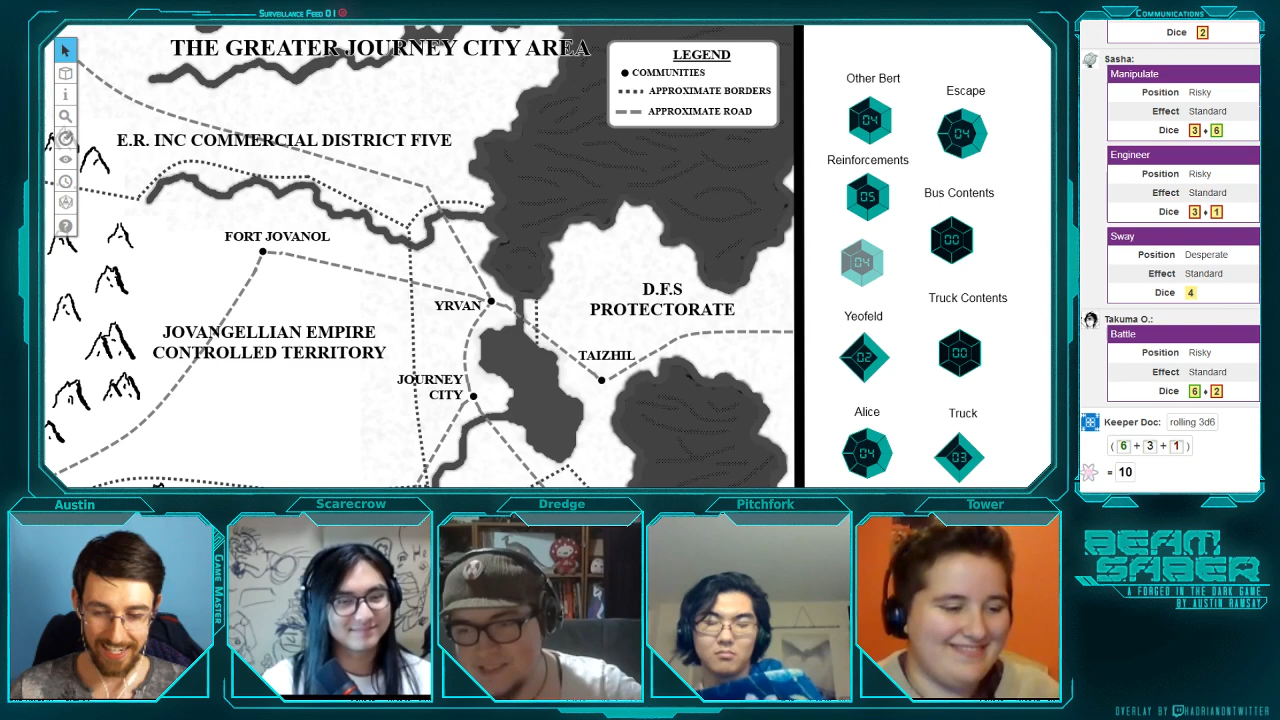 SURVEILLANCE FEED 01
THE GREATER JOURNEY CITY AREA
LEGEND
COMMUNITIES
APPROXIMATE BORDERS
APPROXIMATE ROAD
E.R. INC COMMERCIAL DISTRICT FIVE
FORT JOVANOL
YRVAN
D.F.S
PROTECTORATE
JOVANGELLIAN EMPIRE
CONTROLLED TERRITORY
TAIZHIL
JOURNEY
CITY
Other Bert
04
Escape
04
Reinforcements
05
Bus Contents
00
04
Truck Contents
00
Yeofeld
02
Alice
04
Truck
03
COMMUNICATIONS
Dice 2
Sasha:
Manipulate
Position Risky
Effect Standard
Dice 3 ♦ 6
Engineer
Position Risky
Effect Standard
Dice 3 ♦ 1
Sway
Position Desperate
Effect Standard
Dice 4
Takuma O.:
Battle
Position Risky
Effect Standard
Dice 6 ♦ 2
Keeper Doc: rolling 3d6
( 6 + 3 + 1 )
= 10
Austin
GAME MASTER
Scarecrow
Dredge
Pitchfork
Tower
BEAM
SABER
A FORGED IN THE DARK GAME
BY AUSTIN RAMSAY
OVERLAY BY HADRIANONTWITTER